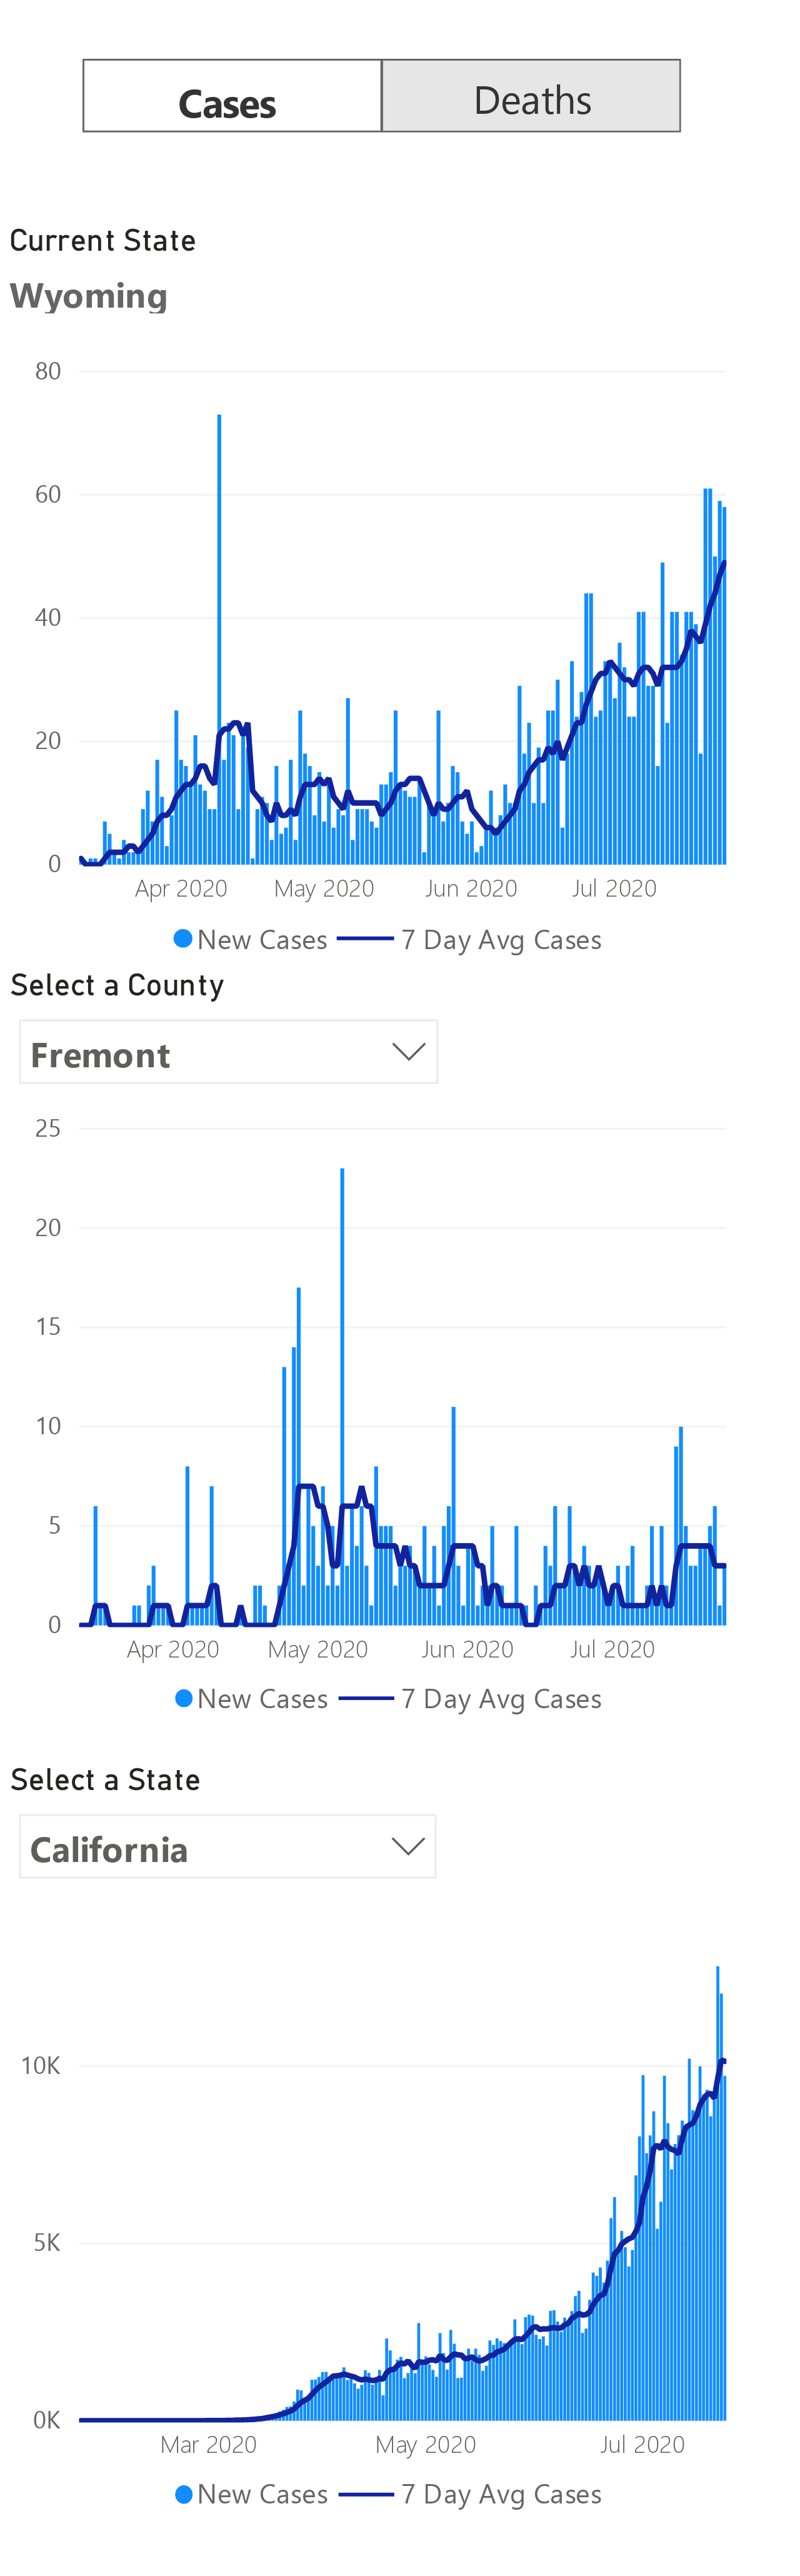 Cases Deaths
Current State
Wyoming
80
60
40
20
0
Apr 2020 May 2020 Jun 2020 Jul 2020
New Cases 7 Day Avg Cases
Select a County
Fremont
25
20
15
10
5
0
Apr 2020 May 2020 Jun 2020 Jul 2020
New Cases 7 Day Avg Cases
Select a State
California
10K
5K
0K
Mar 2020 May 2020 Jul 2020
New Cases 7 Day Avg Cases